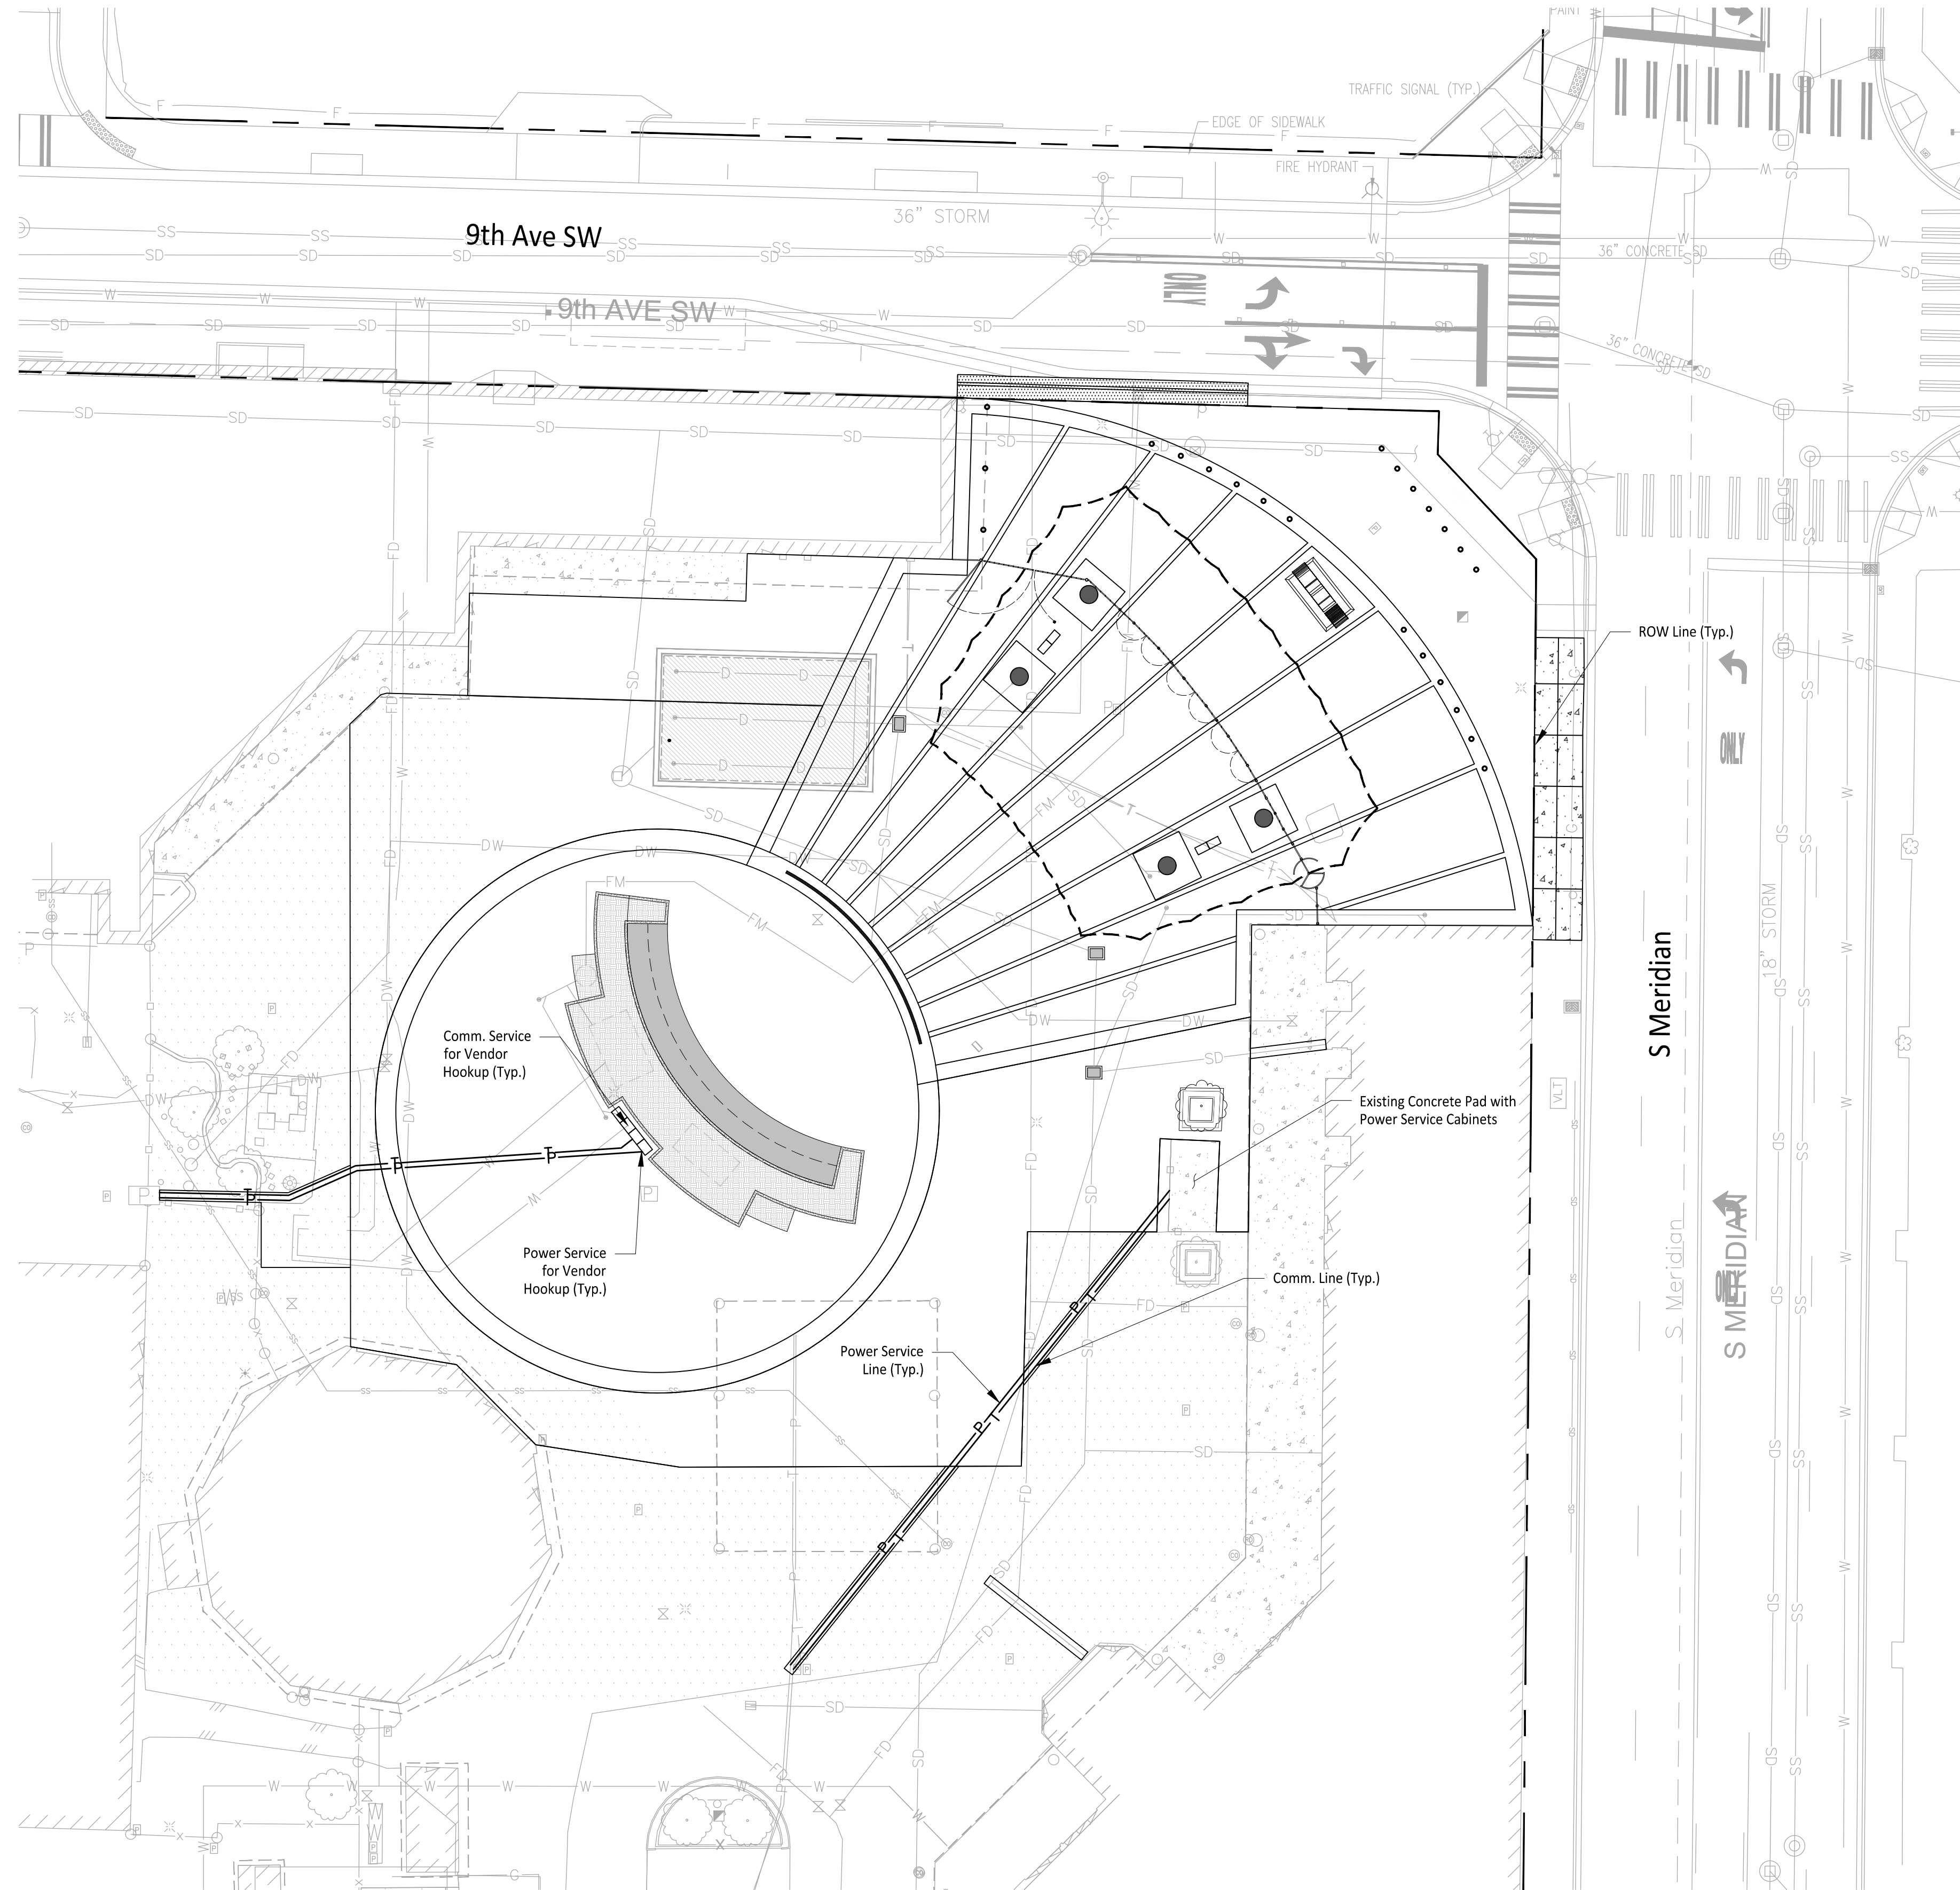 PAINT
TRAFFIC SIGNAL (TYP.)
EDGE OF SIDEWALK
FIRE HYDRANT
36" STORM
9th Ave SW
36" CONCRETE SD
ONLY
9th AVE SW
36" CONCRETE SD
ROW Line (Typ.)
ONLY
18" STORM
S Meridian
Comm. Service
for Vendor
Hookup (Typ.)
VLT
Existing Concrete Pad with
Power Service Cabinets
Power Service
for Vendor
Hookup (Typ.)
Comm. Line (Typ.)
S Meridian
ONLY
S MERIDIAN
Power Service
Line (Typ.)